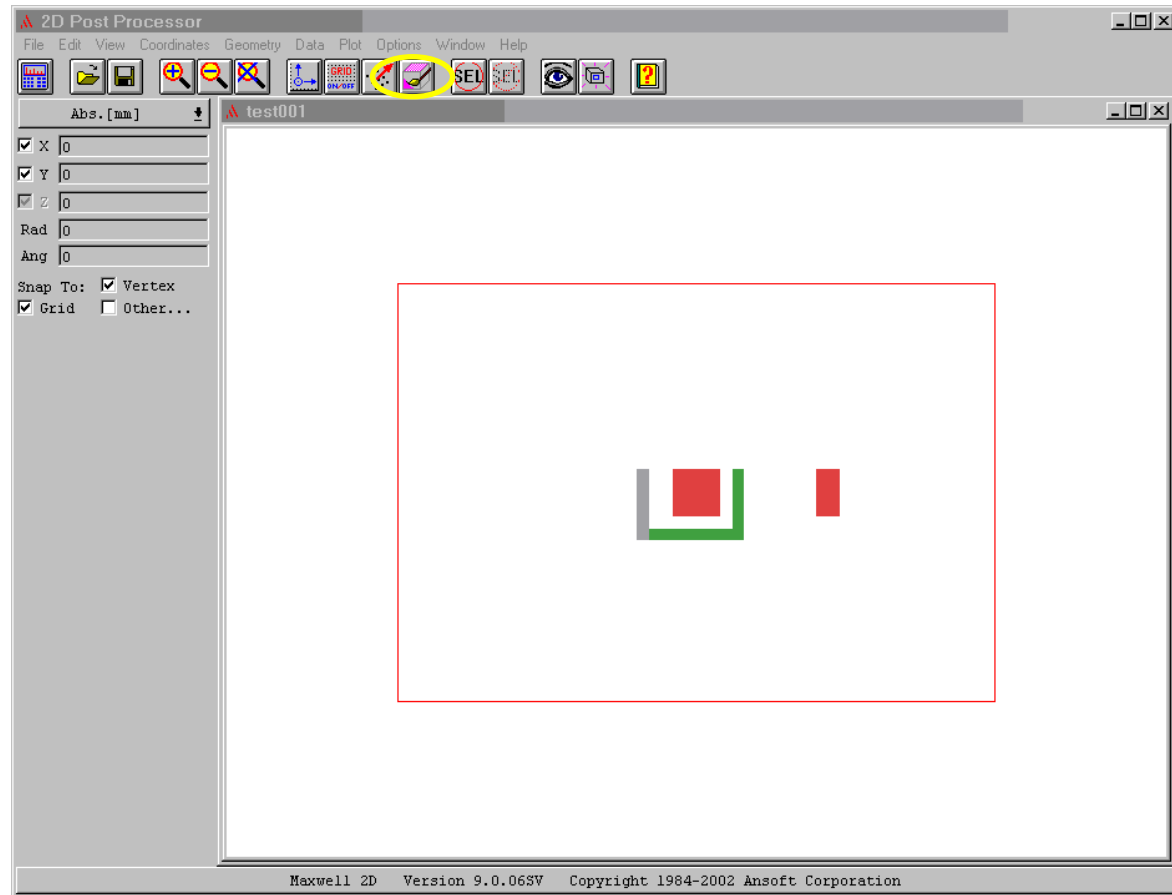 2D Post Processor
File Edit View Coordinates Geometry Data Plot Options Window Help
GRID ON/OFF SEL SEL ?
Abs.[mm]
test001
X 0
Y 0
Z 0
Rad 0
Ang 0
Snap To: Vertex
Grid Other...
Maxwell 2D Version 9.0.06SV Copyright 1984-2002 Ansoft Corporation